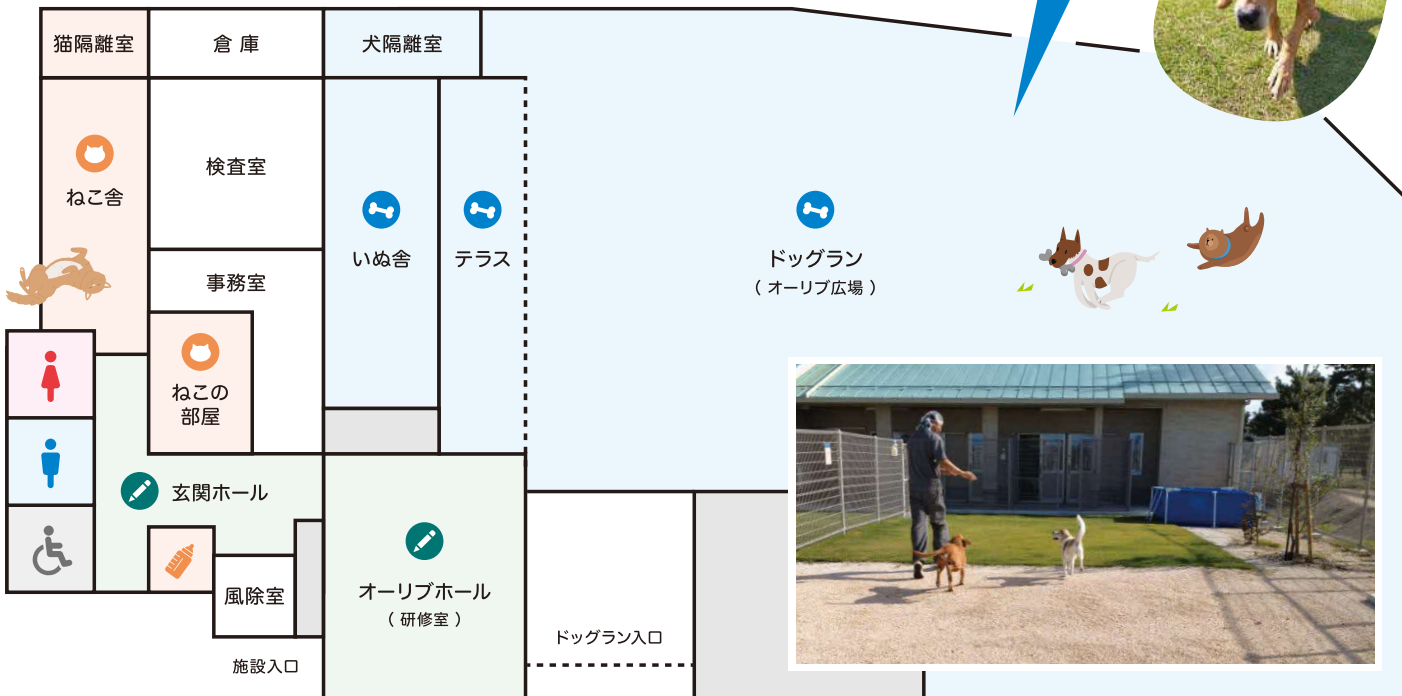 猫隔離室
倉庫
犬隔離室
検査室
ねこ舎
いぬ舎
テラス
ドッグラン
（オーリブ広場）
事務室
ねこの
部屋
玄関ホール
オーリブホール
（研修室）
風除室
ドッグラン入口
施設入口